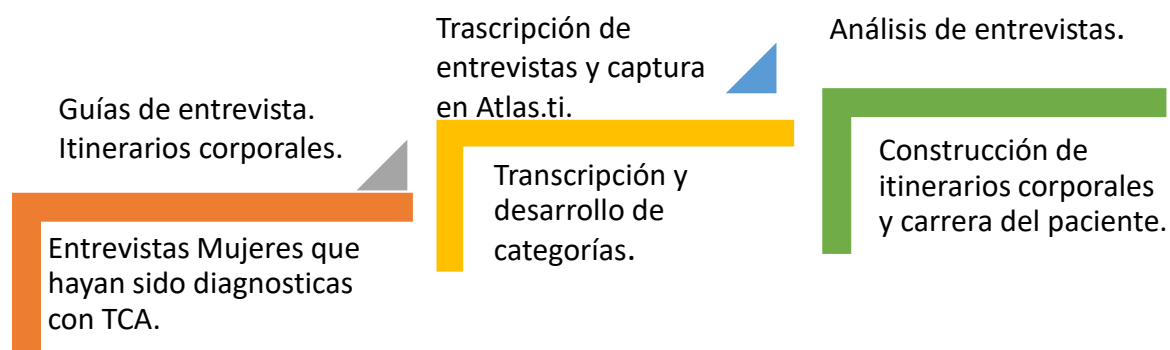 Guías de entrevista.
Itinerarios corporales.
Entrevistas Mujeres que
hayan sido diagnosticas
con TCA.
Trascripción de
entrevistas y captura
en Atlas.ti.
Transcripción y
desarrollo de
categorías.
Análisis de entrevistas.
Construcción de
itinerarios corporales
y carrera del paciente.